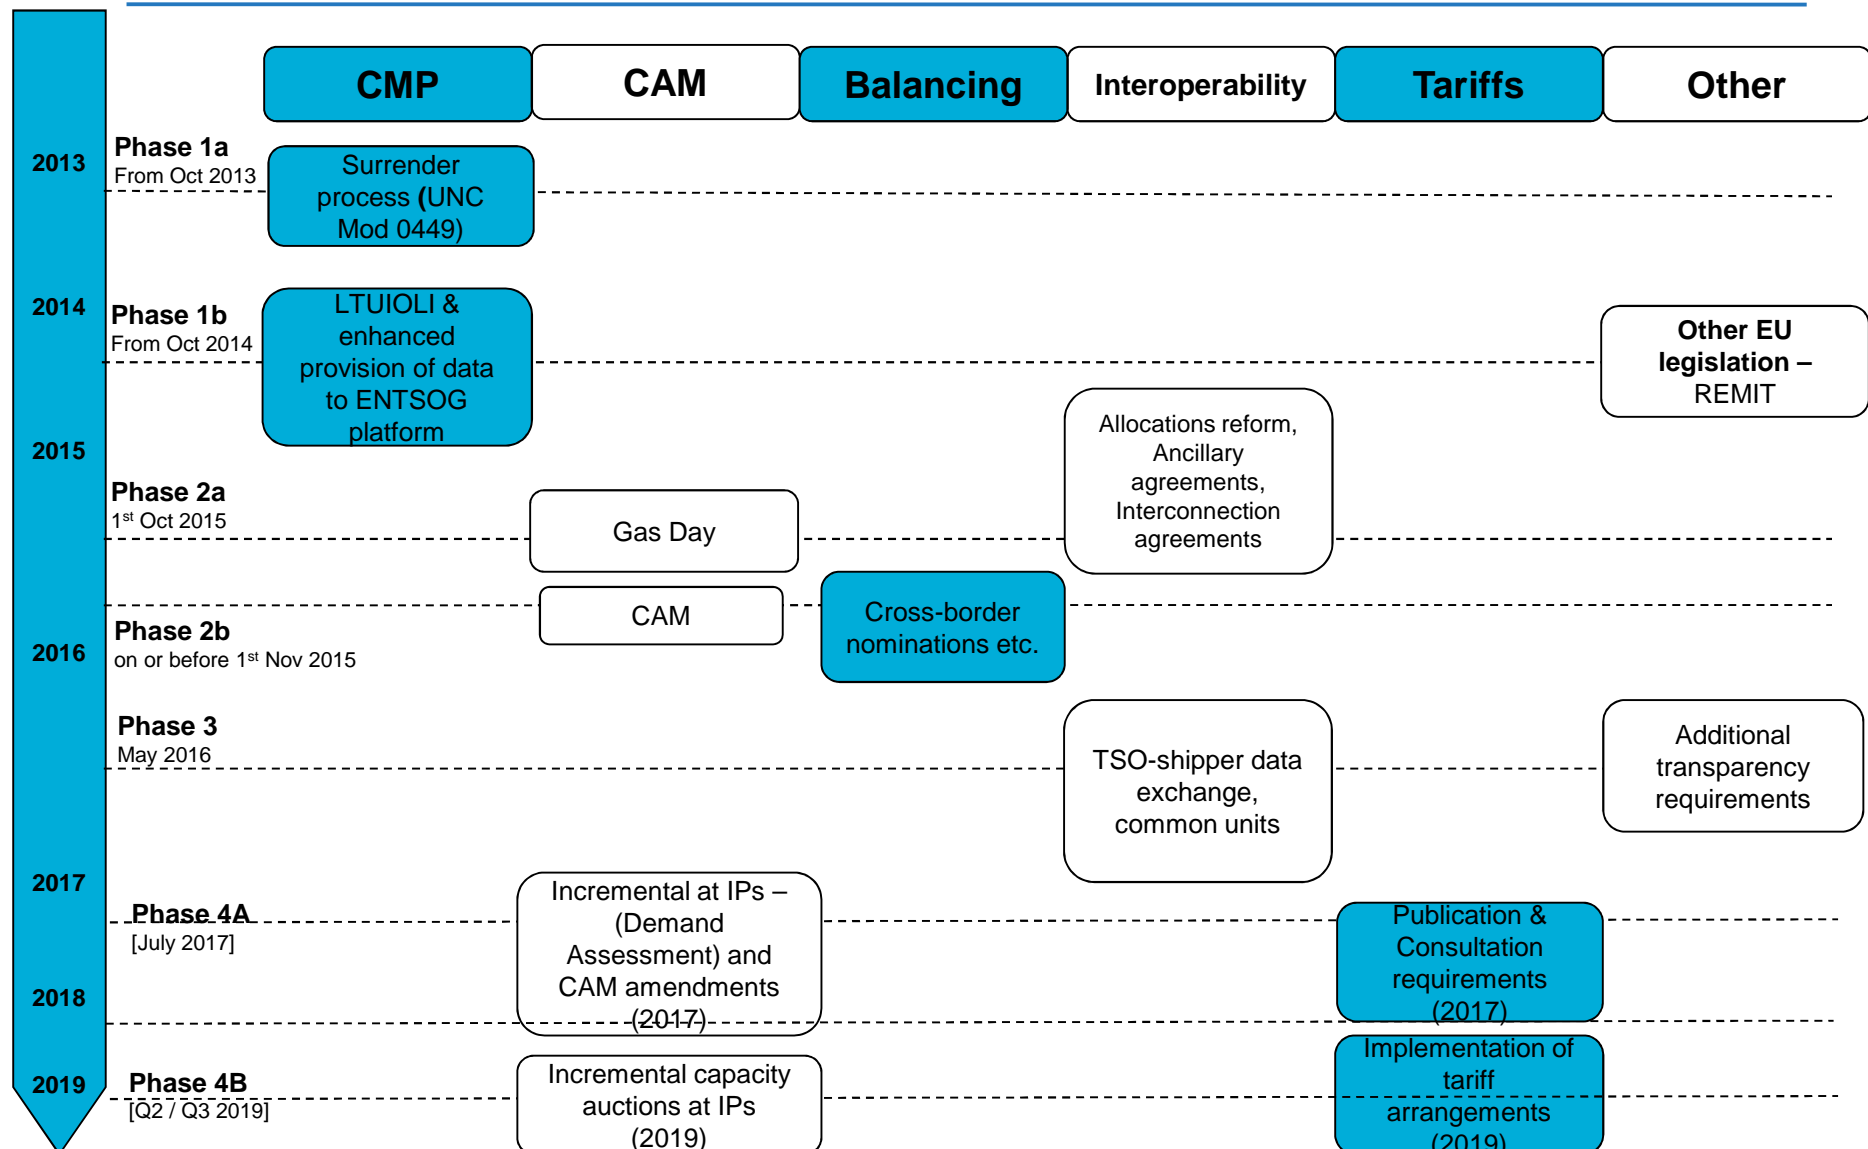 CMP
CAM
Balancing
Interoperability
Tariffs
Other
2013
Phase 1a
From Oct 2013
Surrender
process (UNC
Mod 0449)
2014
Phase 1b
From Oct 2014
LTUIOLI &
enhanced
provision of data
to ENTSOG
platform
Other EU
legislation –
REMIT
2015
Phase 2a
1st Oct 2015
Gas Day
Allocations reform,
Ancillary
agreements,
Interconnection
agreements
2016
Phase 2b
on or before 1st Nov 2015
CAM
Cross-border
nominations etc.
Phase 3
May 2016
TSO-shipper data
exchange,
common units
Additional
transparency
requirements
2017
Phase 4A
[July 2017]
Incremental at IPs –
(Demand
Assessment) and
CAM amendments
(2017)
Publication &
Consultation
requirements
(2017)
2018
2019
Phase 4B
[Q2 / Q3 2019]
Incremental capacity
auctions at IPs
(2019)
Implementation of
tariff
arrangements
(2019)